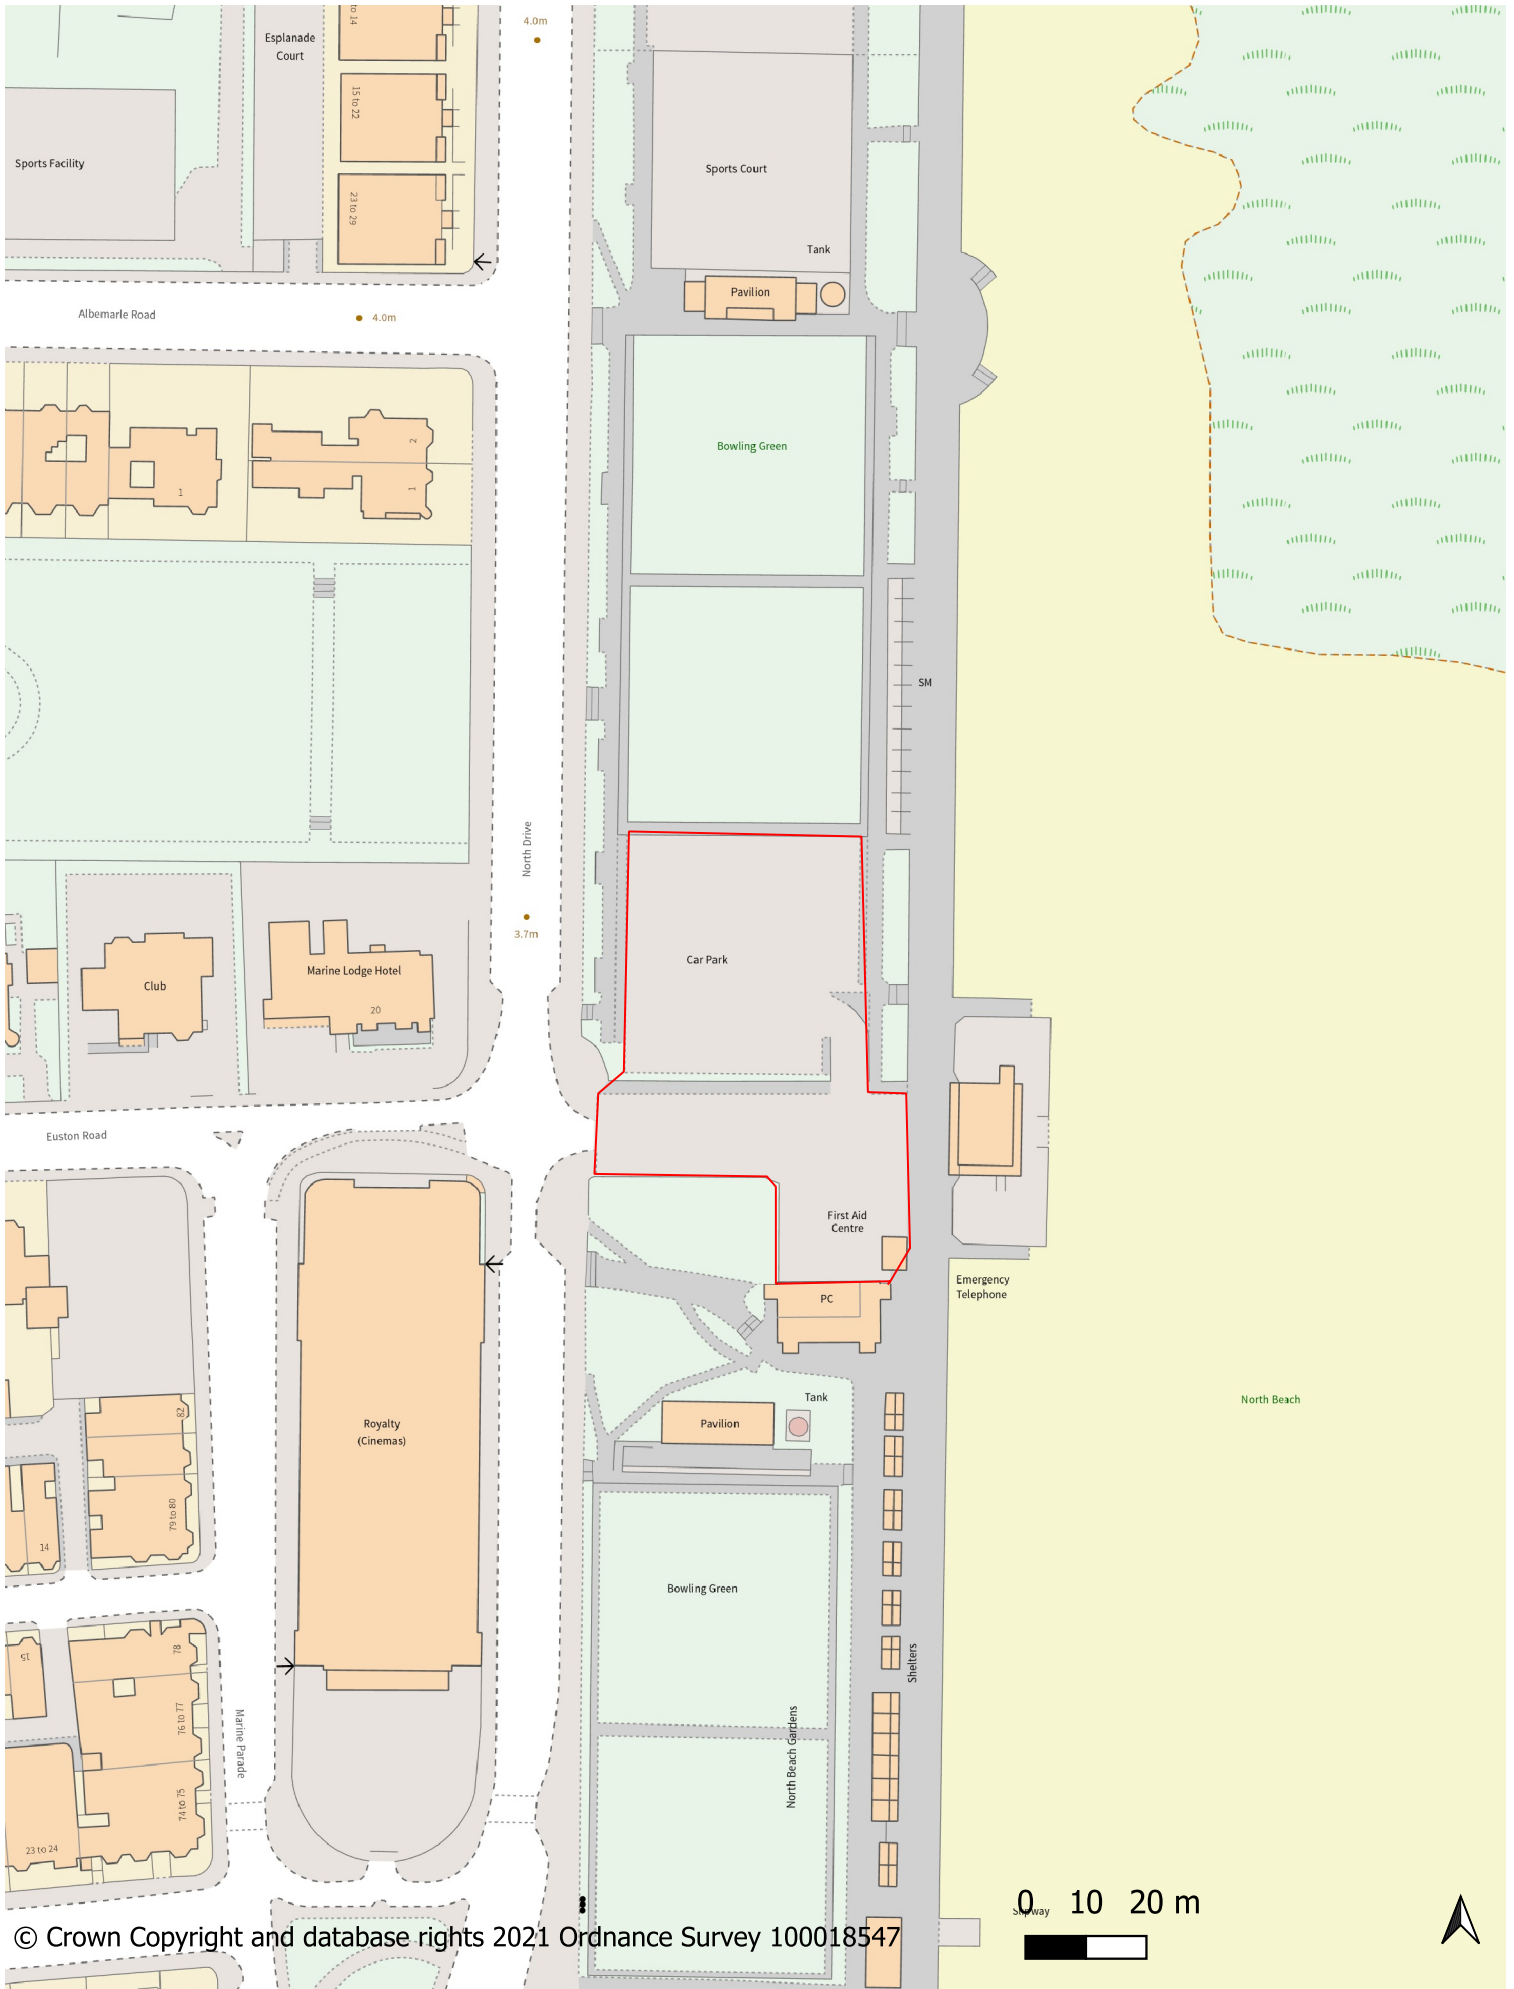 4.0m
to 14
Esplanade
Court
15 to 22
Sports Facility
Sports Court
23 to 29
Tank
Pavilion
Albemarle Road
4.0m
Bowling Green
2
1
1
SM
North Drive
3.7m
Car Park
Club
Marine Lodge Hotel
20
Euston Road
First Aid
Centre
Emergency
Telephone
PC
Tank
North Beach
82
Royalty
(Cinemas)
Pavilion
79 to 80
14
Bowling Green
78
15
Shelters
76 to 77
Marine Parade
North Beach Gardens
74 to 75
23 to 24
0 10 20 m
Slipway
© Crown Copyright and database rights 2021 Ordnance Survey 100018547